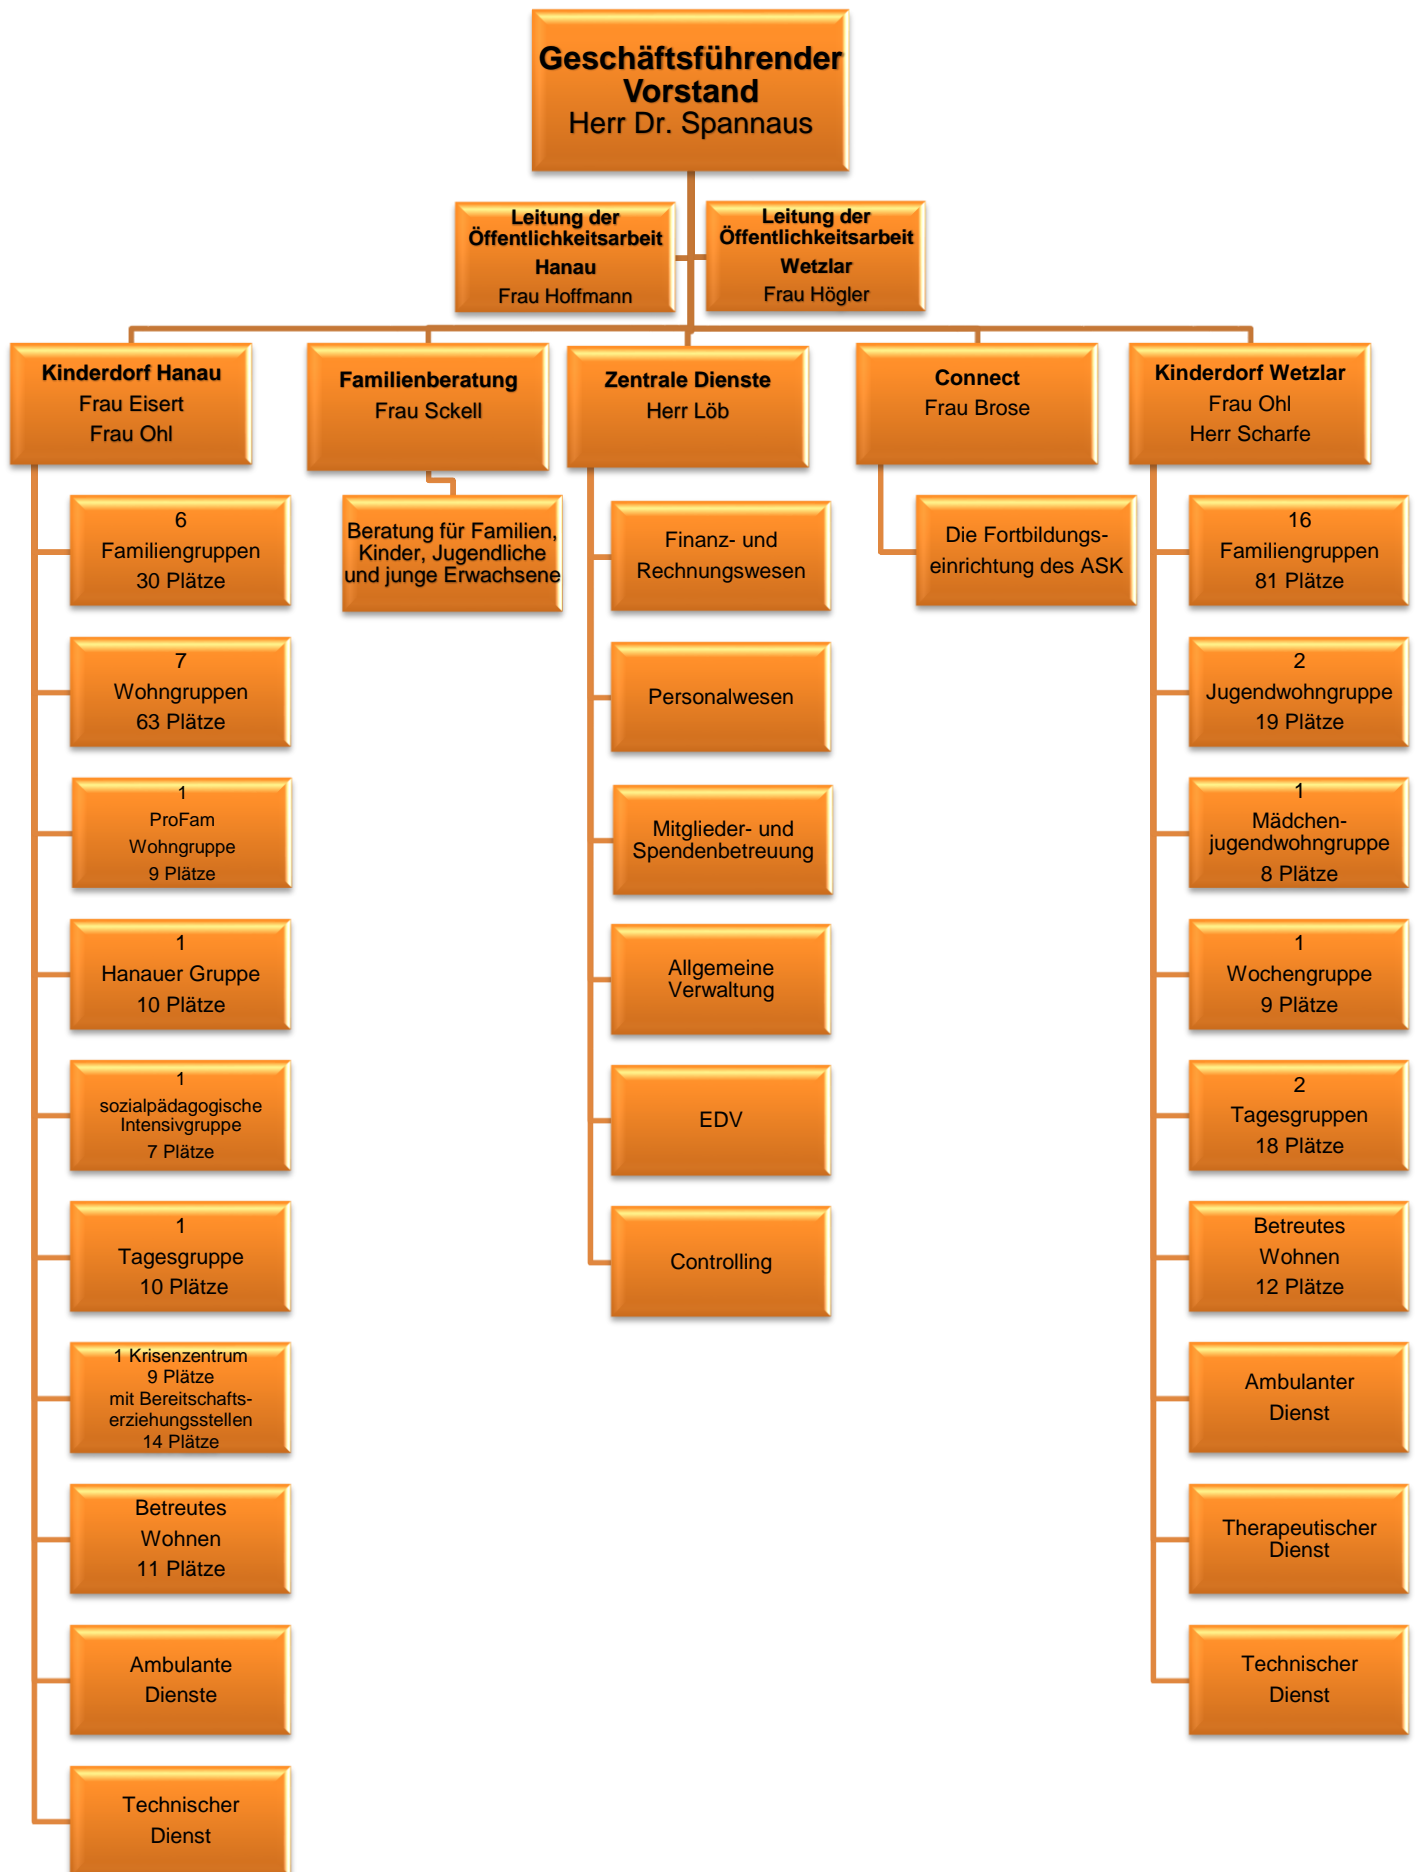 Geschäftsführender
Vorstand
Herr Dr. Spannaus
Leitung der
Öffentlichkeitsarbeit
Hanau
Frau Hoffmann
Leitung der
Öffentlichkeitsarbeit
Wetzlar
Frau Högler
Kinderdorf Hanau
Frau Eisert
Frau Ohl
6
Familiengruppen
30 Plätze
7
Wohngruppen
63 Plätze
1
ProFam
Wohngruppe
9 Plätze
1
Hanauer Gruppe
10 Plätze
1
sozialpädagogische
Intensivgruppe
7 Plätze
1
Tagesgruppe
10 Plätze
1 Krisenzentrum
9 Plätze
mit Bereitschafts-
erziehungsstellen
14 Plätze
Betreutes
Wohnen
11 Plätze
Ambulante
Dienste
Technischer
Dienst
Familienberatung
Frau Sckell
Beratung für Familien,
Kinder, Jugendliche
und junge Erwachsene
Zentrale Dienste
Herr Löb
Finanz- und
Rechnungswesen
Personalwesen
Mitglieder- und
Spendenbetreuung
Allgemeine
Verwaltung
EDV
Controlling
Connect
Frau Brose
Die Fortbildungs-
einrichtung des ASK
Kinderdorf Wetzlar
Frau Ohl
Herr Scharfe
16
Familiengruppen
81 Plätze
2
Jugendwohngruppe
19 Plätze
1
Mädchen-
jugendwohngruppe
8 Plätze
1
Wochengruppe
9 Plätze
2
Tagesgruppen
18 Plätze
Betreutes
Wohnen
12 Plätze
Ambulanter
Dienst
Therapeutischer
Dienst
Technischer
Dienst